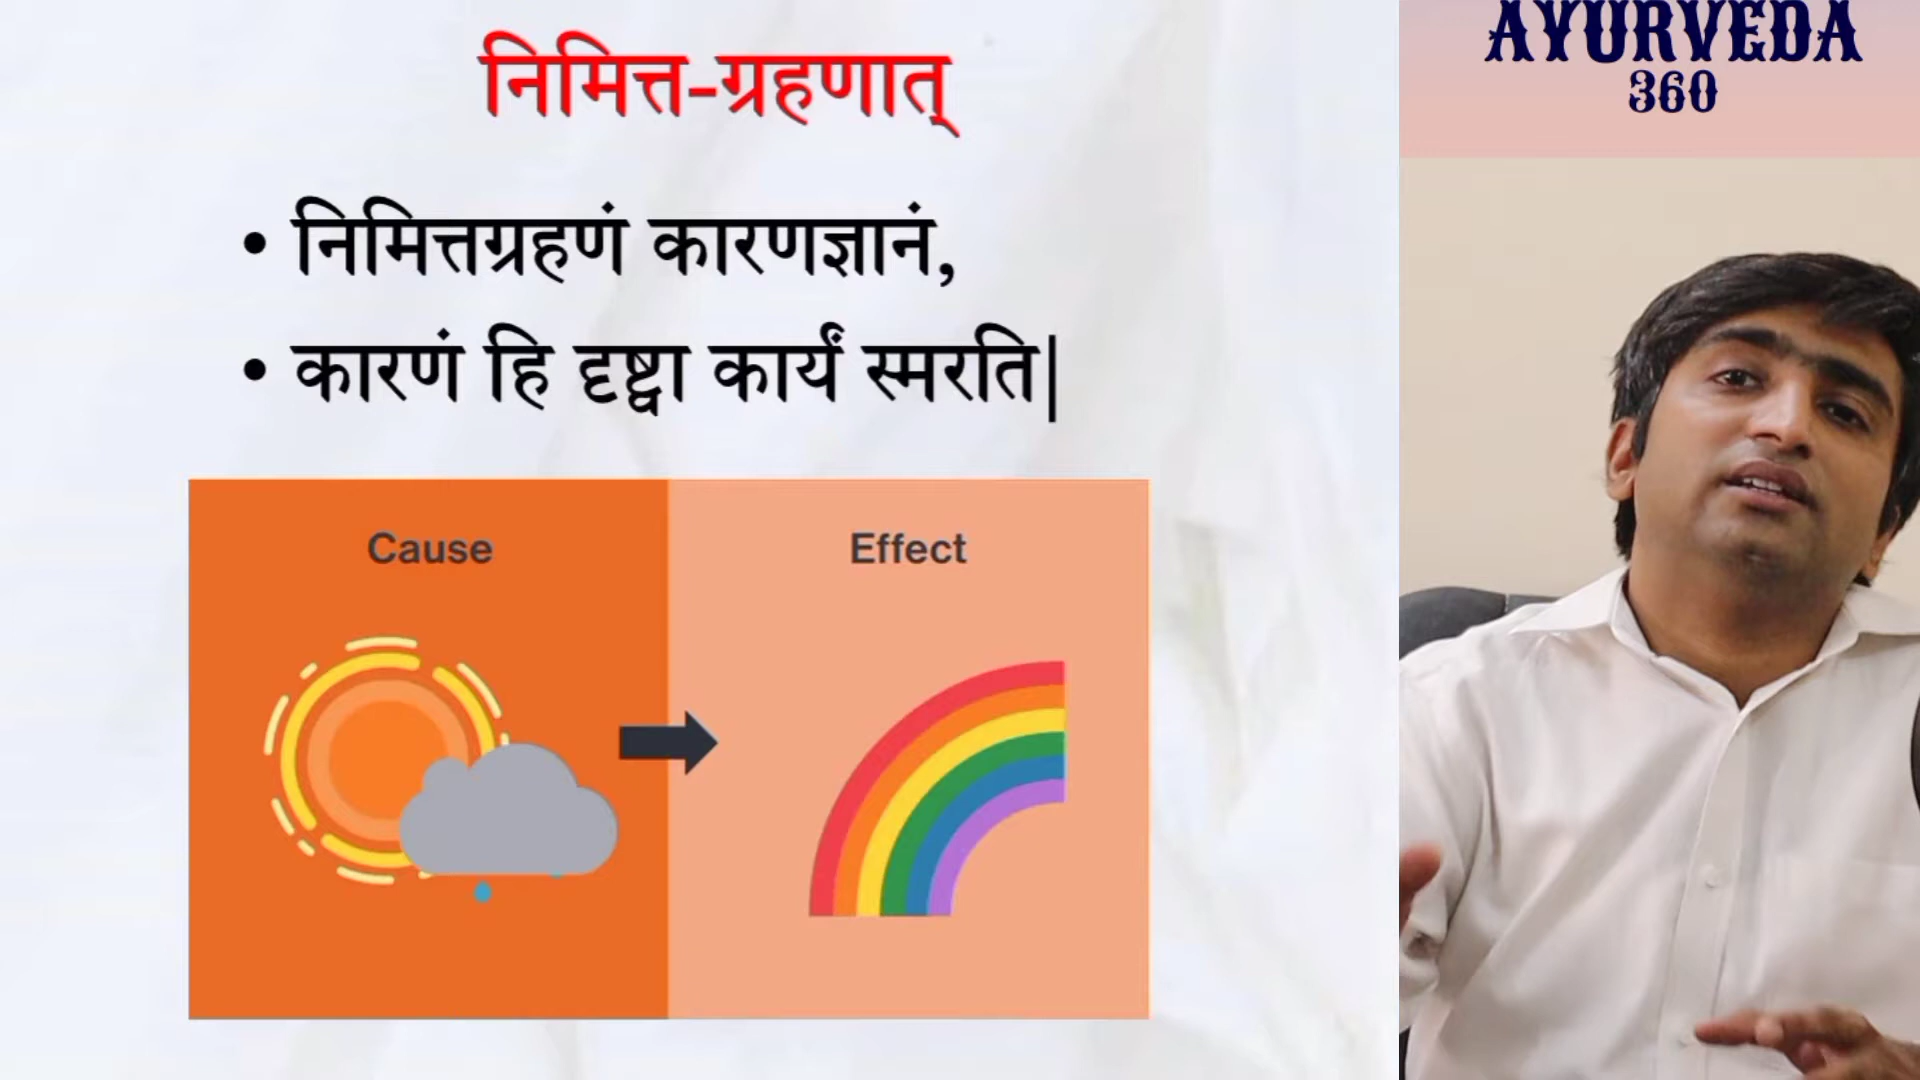 निमित्त-ग्रहणात्
• निमित्तग्रहणं कारणज्ञानं,
• कारणं हि दृष्ट्वा कार्यं स्मरति|
Cause
Effect
AYURVEDA
360